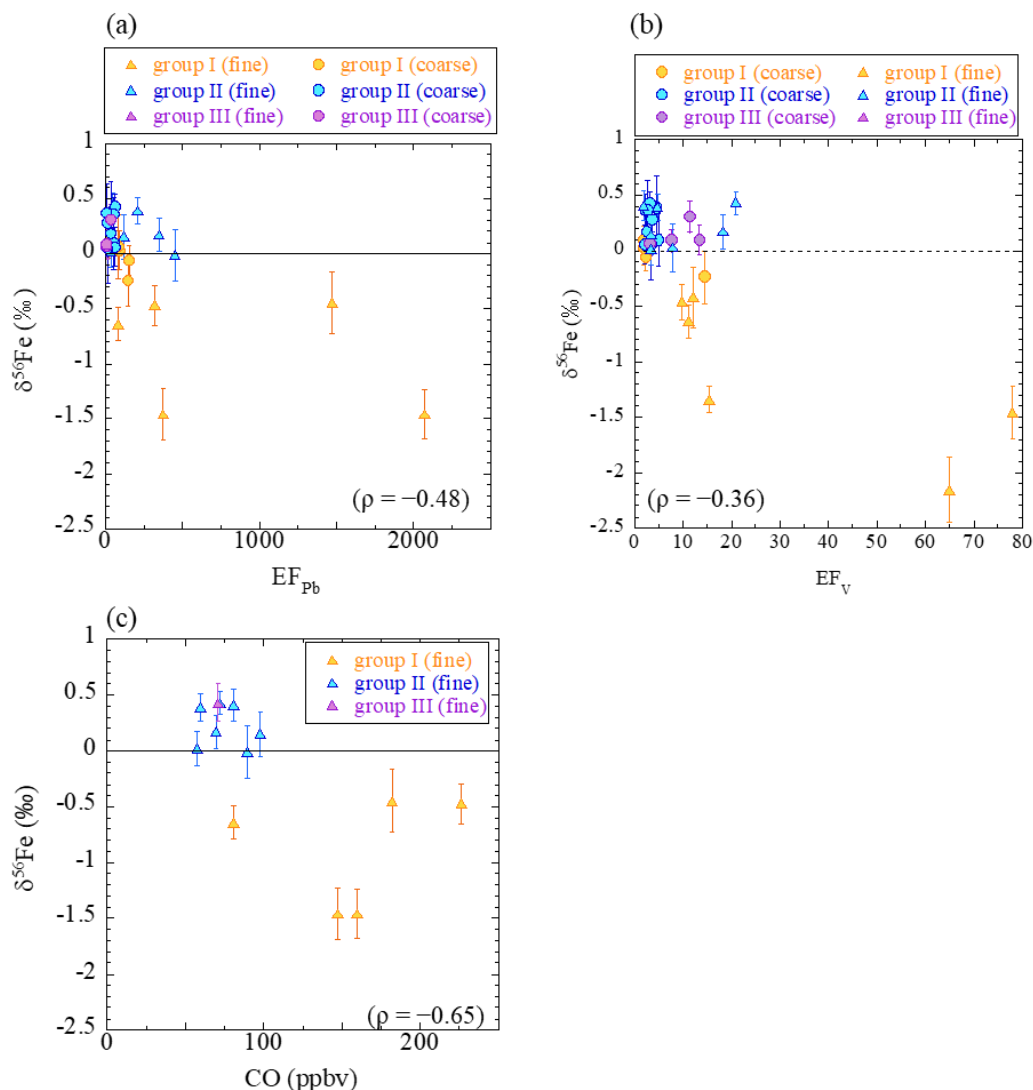 (a)
group I (fine) group I (coarse)
group II (fine) group II (coarse)
group III (fine) group III (coarse)
1
0.5
0
-0.5
-1
-1.5
-2
-2.5
δ⁵⁶Fe (‰)
(ρ = −0.48)
0 1000 2000
EF_Pb
(b)
group I (coarse) group I (fine)
group II (coarse) group II (fine)
group III (coarse) group III (fine)
1
0.5
0
-0.5
-1
-1.5
-2
-2.5
δ⁵⁶Fe (‰)
(ρ = −0.36)
0 10 20 30 40 50 60 70 80
EF_V
(c)
group I (fine)
group II (fine)
group III (fine)
1
0.5
0
-0.5
-1
-1.5
-2
-2.5
δ⁵⁶Fe (‰)
(ρ = −0.65)
0 100 200
CO (ppbv)